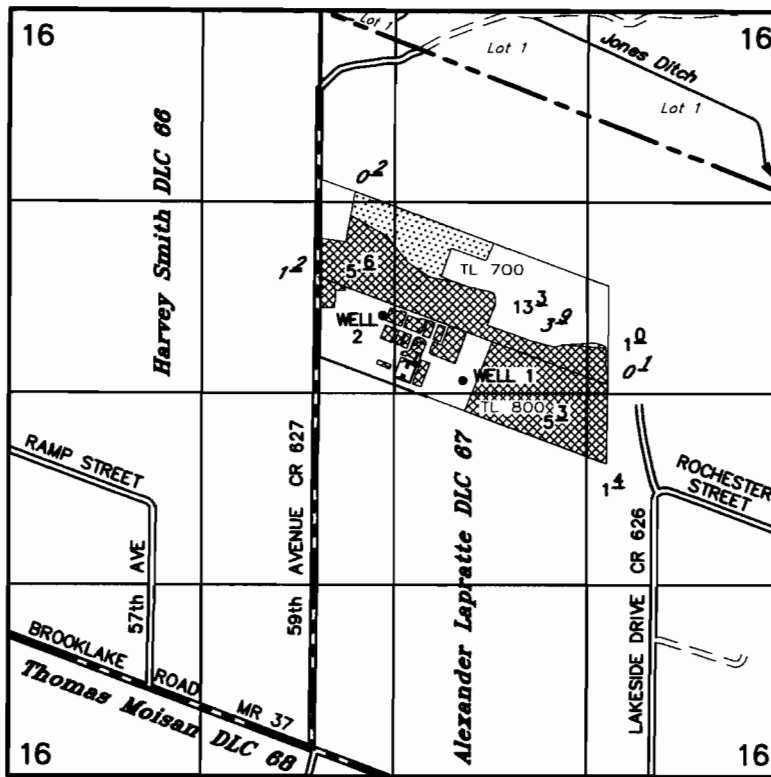 16
Lot 1
Lot 1
16
Jones Ditch
Lot 1
Harvey Smith DLC 66
0 2
1 2
5 6
TL 700
13 3
3 9
WELL 2
WELL 1
1 0
0 1
TL 800
5 3
1 4
RAMP STREET
57th AVE
59th AVENUE CR 627
Alexander Lapratte DLC 67
ROCHESTER
STREET
LAKESIDE DRIVE CR 626
BROOKLAKE ROAD MR 37
Thomas Moisan DLC 68
16
16